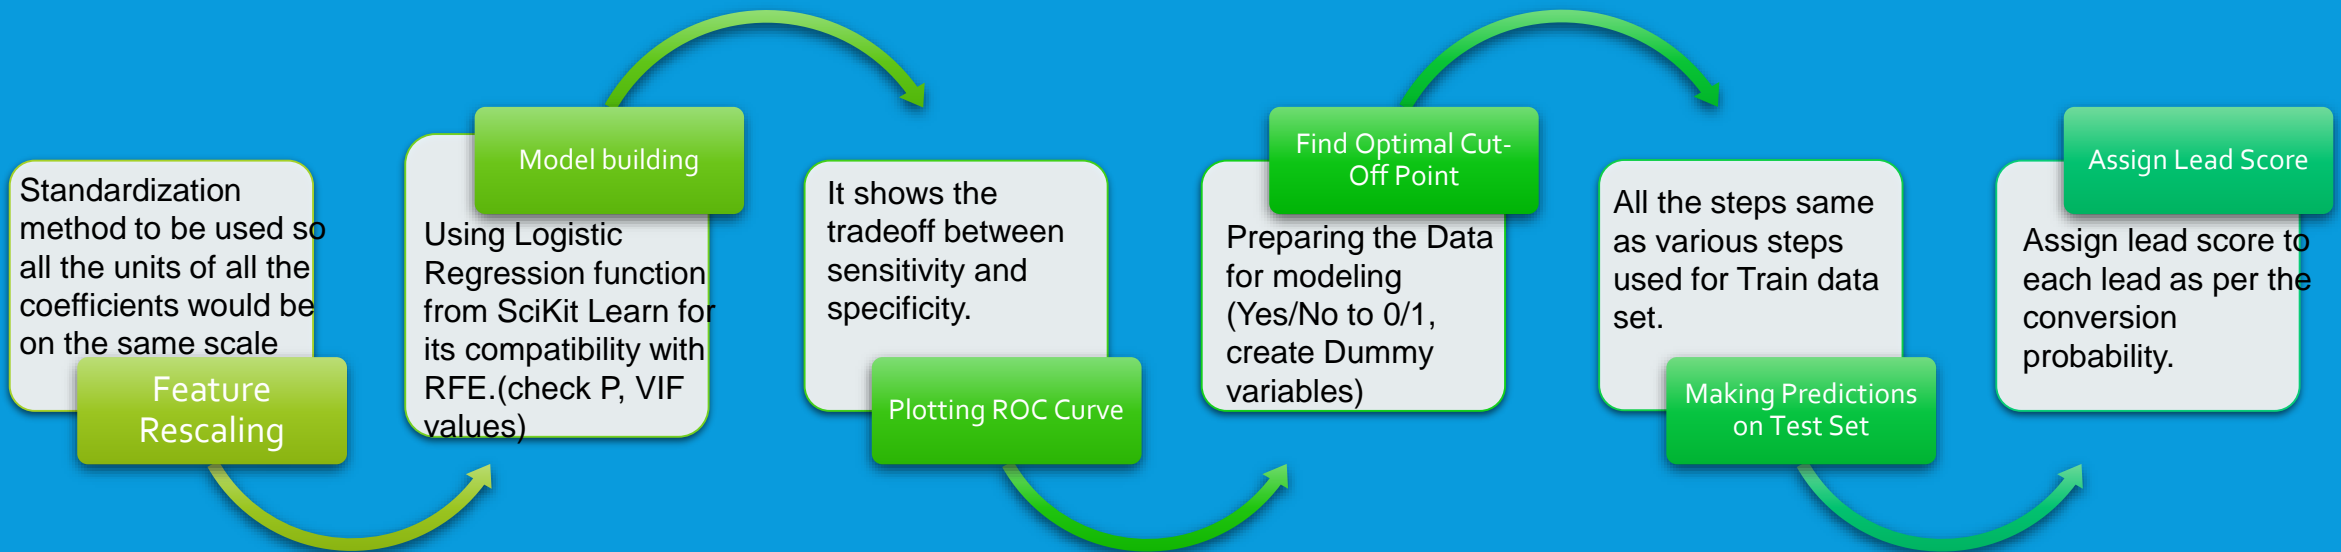 Standardization
method to be used so
all the units of all the
coefficients would be
on the same scale
Feature
Rescaling
Model building
Using Logistic
Regression function
from SciKit Learn for
its compatibility with
RFE.(check P, VIF
values)
It shows the
tradeoff between
sensitivity and
specificity.
Plotting ROC Curve
Find Optimal Cut-
Off Point
Preparing the Data
for modeling
(Yes/No to 0/1,
create Dummy
variables)
All the steps same
as various steps
used for Train data
set.
Making Predictions
on Test Set
Assign Lead Score
Assign lead score to
each lead as per the
conversion
probability.